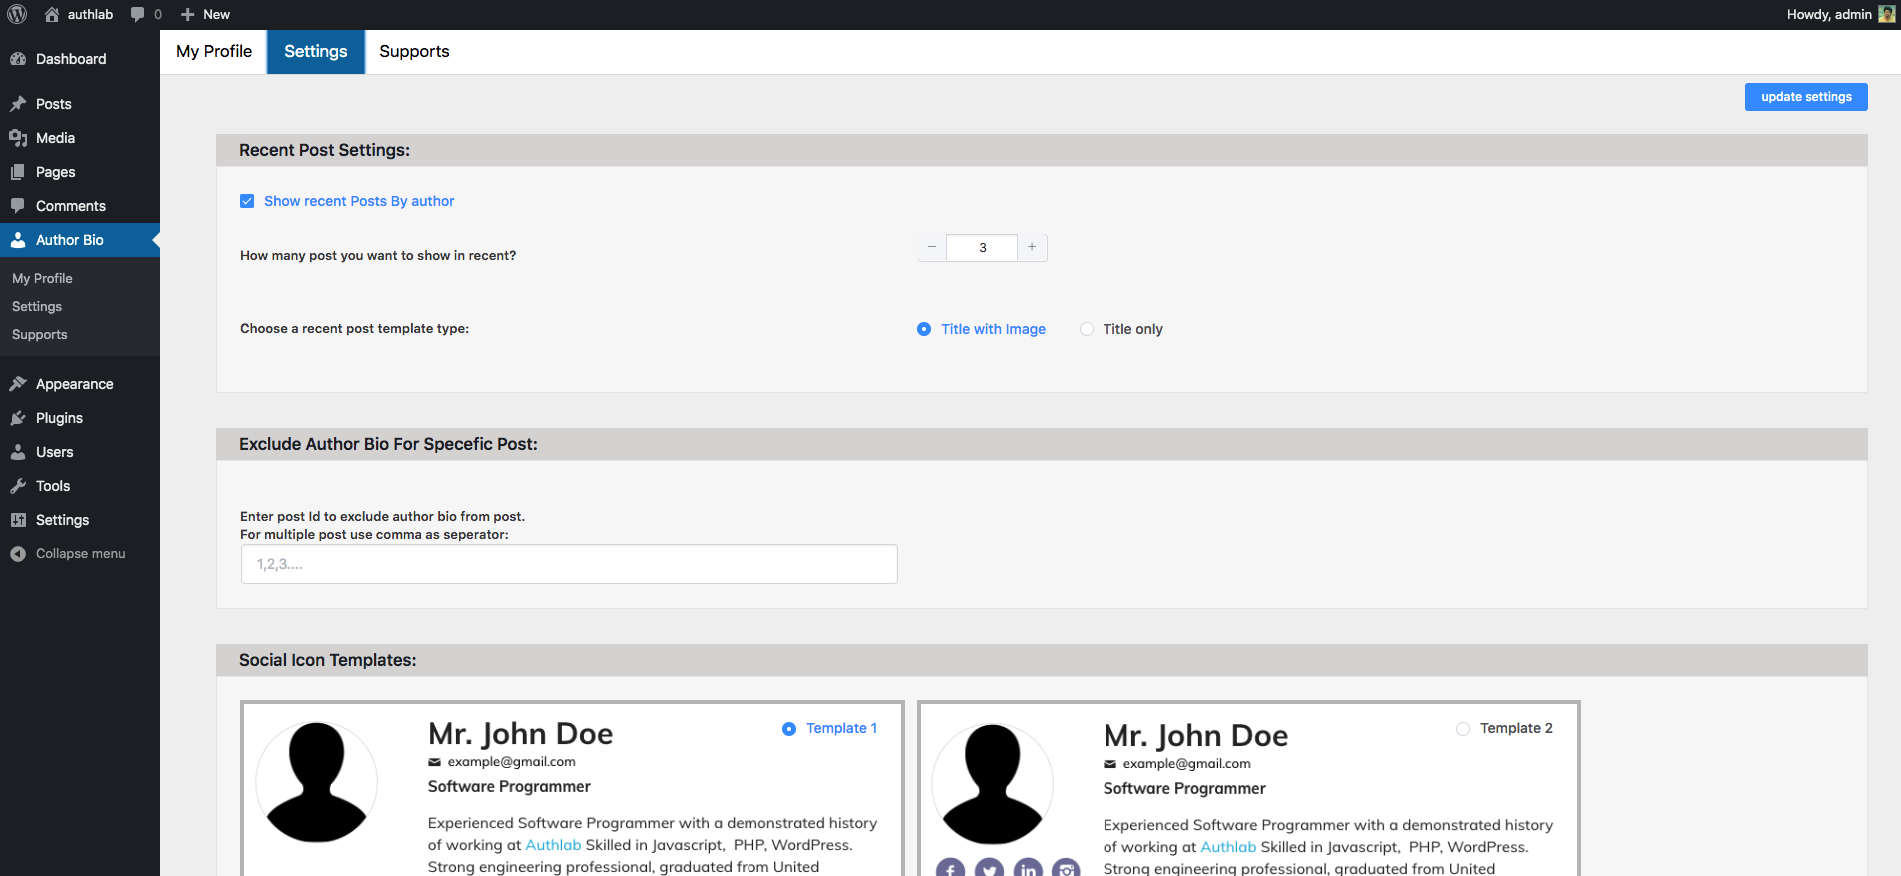 authlab 0 New Howdy, admin
My Profile Settings Supports
Dashboard
Posts
Media
Pages
Comments
Author Bio
My Profile
Settings
Supports
Appearance
Plugins
Users
Tools
Settings
Collapse menu
update settings
Recent Post Settings:
Show recent Posts By author
How many post you want to show in recent? − 3 +
Choose a recent post template type: Title with Image Title only
Exclude Author Bio For Specefic Post:
Enter post Id to exclude author bio from post.
For multiple post use comma as seperator:
1,2,3....
Social Icon Templates:
Mr. John Doe Template 1
example@gmail.com
Software Programmer
Experienced Software Programmer with a demonstrated history
of working at Authlab Skilled in Javascript, PHP, WordPress.
Strong engineering professional, graduated from United
Mr. John Doe Template 2
example@gmail.com
Software Programmer
Experienced Software Programmer with a demonstrated history
of working at Authlab Skilled in Javascript, PHP, WordPress.
Strong engineering professional, graduated from United